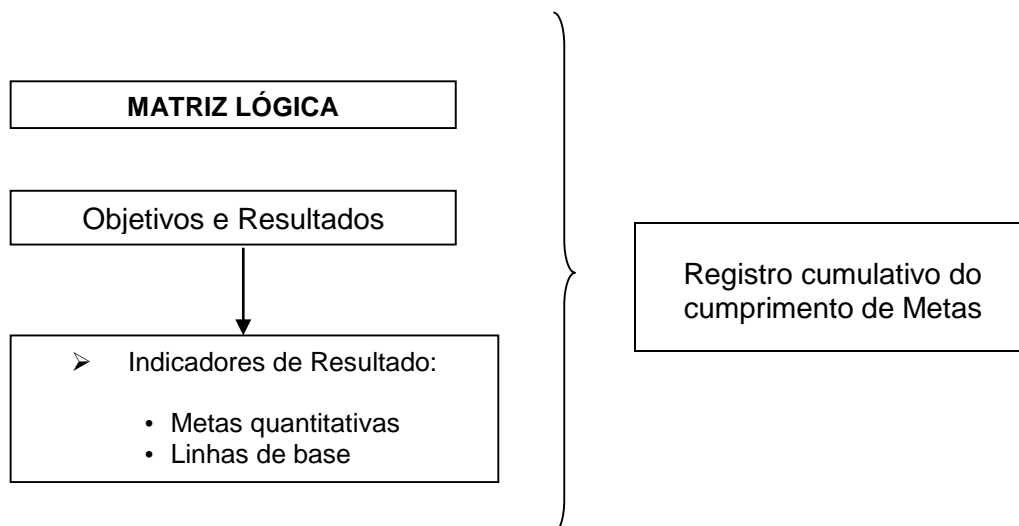 MATRIZ LÓGICA
Objetivos e Resultados
➢ Indicadores de Resultado:
• Metas quantitativas
• Linhas de base
Registro cumulativo do
cumprimento de Metas